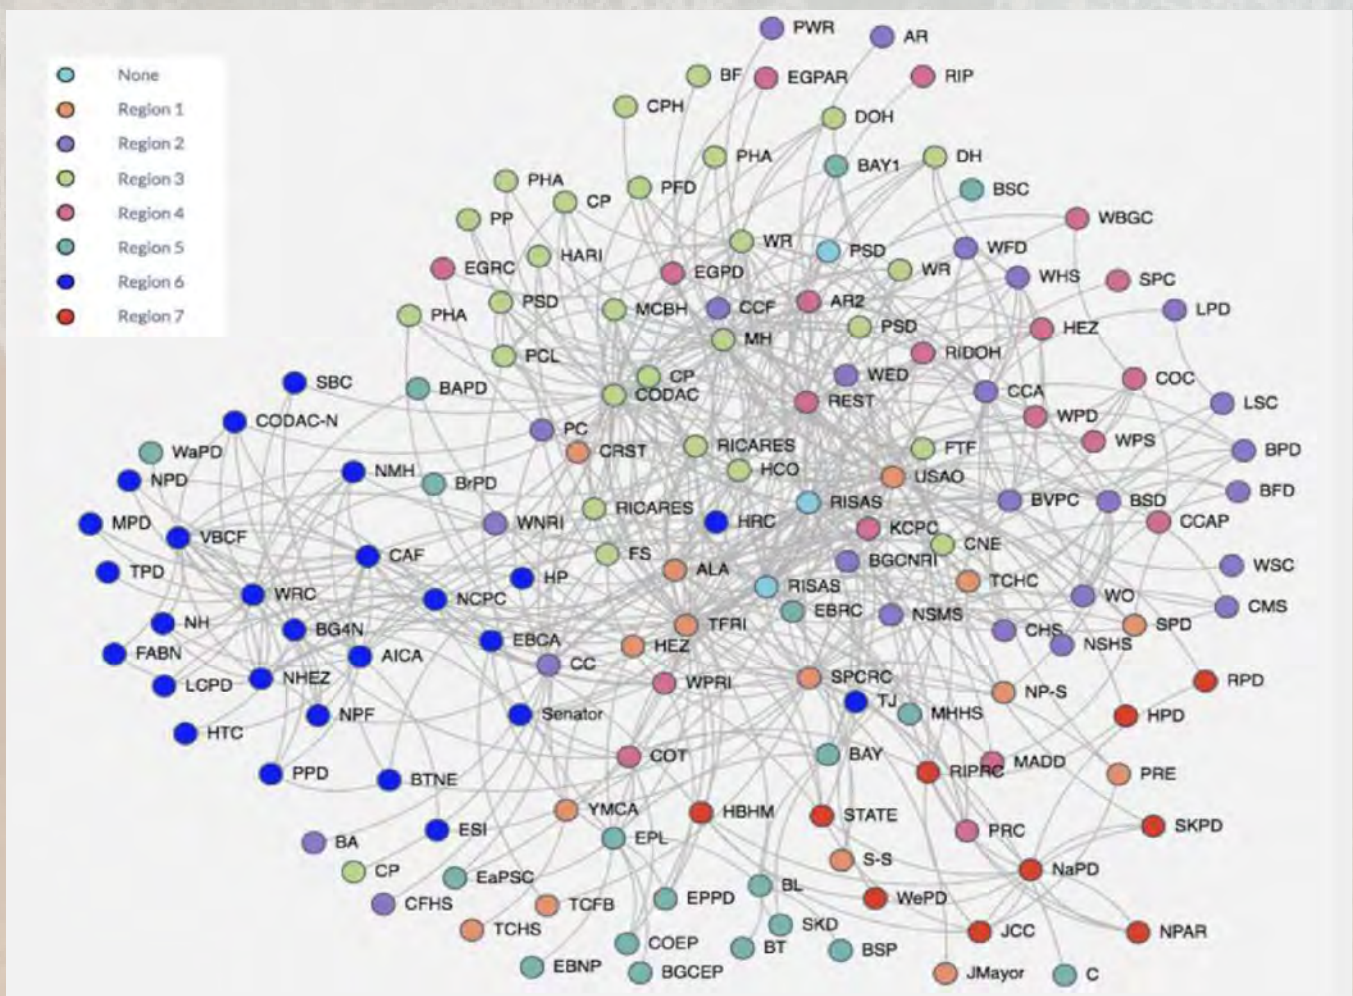 None
Region 1
Region 2
Region 3
Region 4
Region 5
Region 6
Region 7
PWR
AR
BF
EGPAR
RIP
CPH
DOH
PHA
BAY1
DH
PHA
CP
PFD
BSC
PP
WBGC
HARI
WR
PSD
WFD
EGRC
EGPD
WR
WHS
SPC
PSD
MCBH
CCF
AR2
LPD
PHA
MH
PSD
HEZ
PCL
RIDOH
SBC
BAPD
CP
CODAC
WED
COC
REST
CCA
LSC
CODAC-N
PC
WPD
WaPD
CRST
RICARES
FTF
WPS
BPD
NPD
NMH
BrPD
HCO
USAO
BFD
MPD
WNRI
RICARES
RISAS
BVPC
BSD
VBCF
HRC
KCPC
CCAP
CAF
FS
CNE
TPD
HP
ALA
BGCNRI
WSC
WRC
NCPC
RISAS
TCHC
WO
CMS
NH
BG4N
EBRC
NSMS
SPD
FABN
AICA
EBCA
TFRI
CHS
HEZ
NSHS
LCPD
NHEZ
CC
WPRI
SPCRC
NP-S
RPD
NPF
Senator
TJ
MHHS
HPD
HTC
COT
BAY
MADD
PPD
BTNE
RIPRC
PRE
YMCA
HBHM
STATE
BA
ESI
EPL
PRC
SKPD
CP
S-S
EaPSC
BL
NaPD
CFHS
TCFB
EPPD
WePD
TCHS
SKD
COEP
BT
BSP
JCC
NPAR
EBNP
BGCEP
JMayor
C